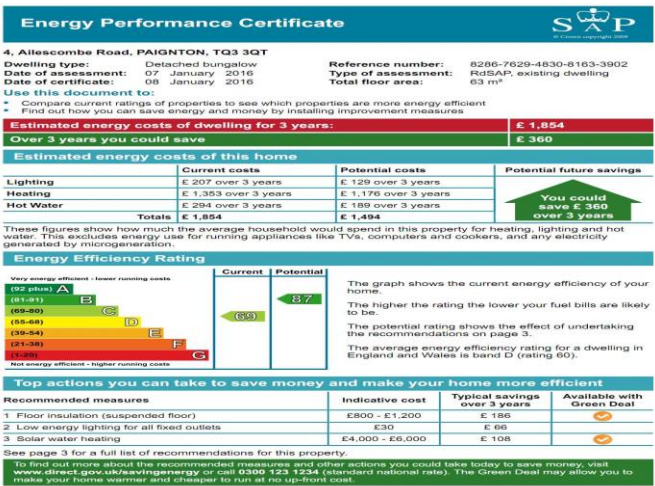 Energy Performance Certificate
SAP
© Crown copyright 2009
4, Ailescombe Road, PAIGNTON, TQ3 3QT
Dwelling type: Detached bungalow Reference number: 8286-7629-4830-8163-3902
Date of assessment: 07 January 2016 Type of assessment: RdSAP, existing dwelling
Date of certificate: 08 January 2016 Total floor area: 63 m²
Use this document to:
• Compare current ratings of properties to see which properties are more energy efficient
• Find out how you can save energy and money by installing improvement measures
Estimated energy costs of dwelling for 3 years: £ 1,854
Over 3 years you could save £ 360
Estimated energy costs of this home
Current costs Potential costs Potential future savings
Lighting £ 207 over 3 years £ 129 over 3 years
Heating £ 1,353 over 3 years £ 1,176 over 3 years
Hot Water £ 294 over 3 years £ 189 over 3 years
Totals £ 1,854 £ 1,494
You could
save £ 360
over 3 years
These figures show how much the average household would spend in this property for heating, lighting and hot
water. This excludes energy use for running appliances like TVs, computers and cookers, and any electricity
generated by microgeneration.
Energy Efficiency Rating
Current Potential
Very energy efficient - lower running costs
(92 plus) A
(81-91) B
(69-80) C
(55-68) D
(39-54) E
(21-38) F
(1-20) G
Not energy efficient - higher running costs
69
87
The graph shows the current energy efficiency of your
home.
The higher the rating the lower your fuel bills are likely
to be.
The potential rating shows the effect of undertaking
the recommendations on page 3.
The average energy efficiency rating for a dwelling in
England and Wales is band D (rating 60).
Top actions you can take to save money and make your home more efficient
Recommended measures Indicative cost Typical savings over 3 years Available with Green Deal
1 Floor insulation (suspended floor) £800 - £1,200 £ 186
2 Low energy lighting for all fixed outlets £30 £ 66
3 Solar water heating £4,000 - £6,000 £ 108
See page 3 for a full list of recommendations for this property.
To find out more about the recommended measures and other actions you could take today to save money, visit
www.direct.gov.uk/savingenergy or call 0300 123 1234 (standard national rate). The Green Deal may allow you to
make your home warmer and cheaper to run at no up-front cost.